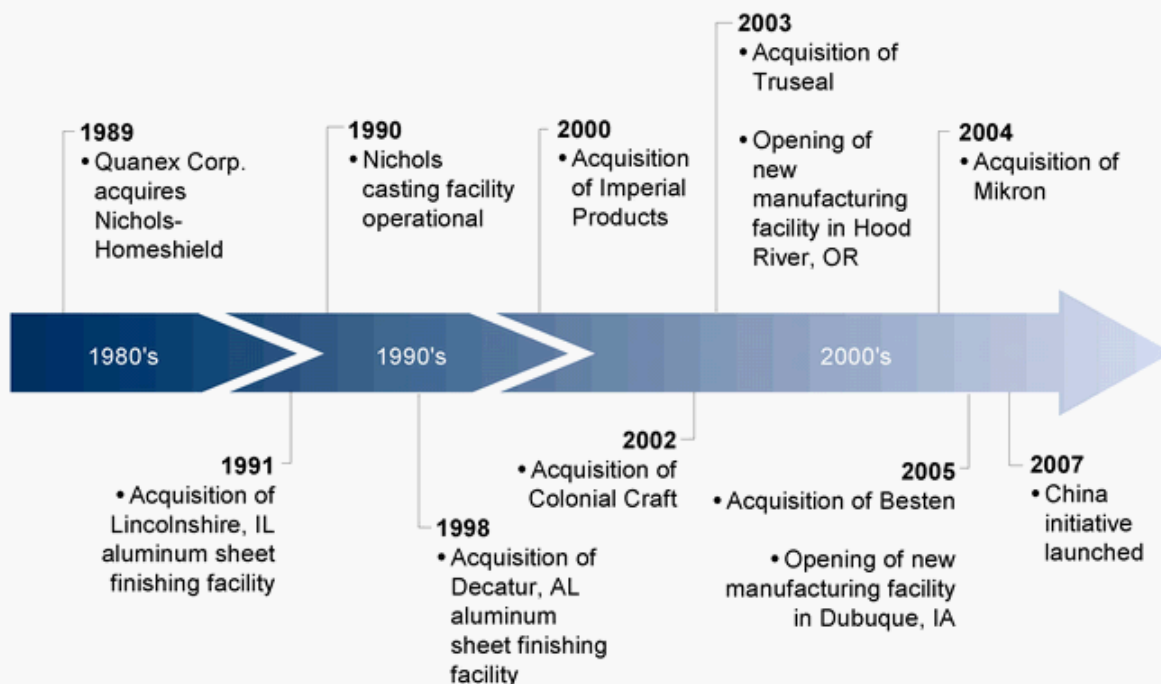 1989
• Quanex Corp.
acquires
Nichols-
Homeshield
1990
• Nichols
casting facility
operational
2000
• Acquisition
of Imperial
Products
2003
• Acquisition of
Truseal
• Opening of
new
manufacturing
facility in Hood
River, OR
2004
• Acquisition of
Mikron
1980's
1990's
2000's
1991
• Acquisition of
Lincolnshire, IL
aluminum sheet
finishing facility
1998
• Acquisition of
Decatur, AL
aluminum
sheet finishing
facility
2002
• Acquisition of
Colonial Craft
2005
• Acquisition of Besten
• Opening of new
manufacturing facility
in Dubuque, IA
2007
• China
initiative
launched